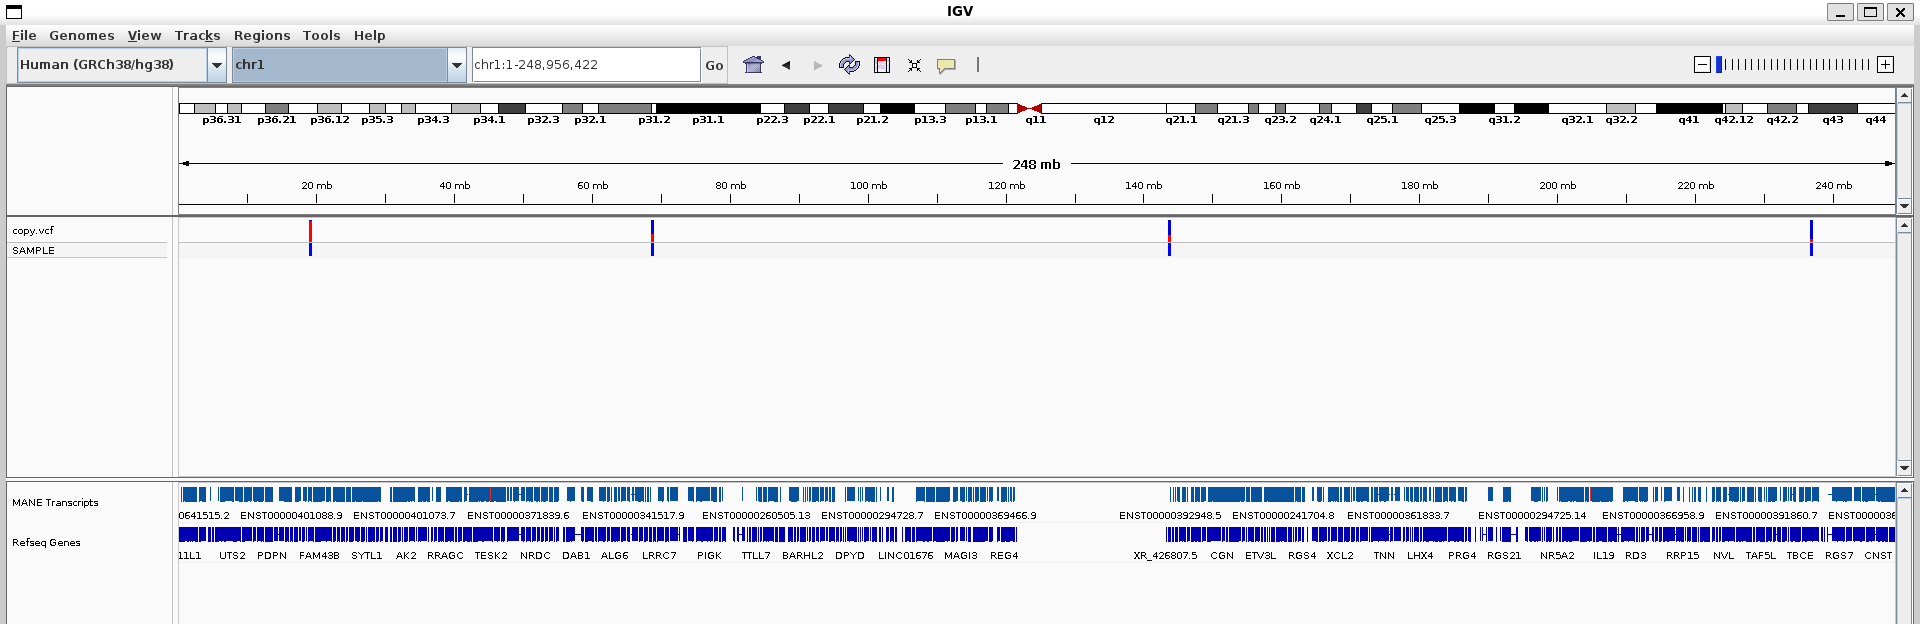 IGV
File Genomes View Tracks Regions Tools Help
Human (GRCh38/hg38) chr1 chr1:1-248,956,422 Go
p36.31 p36.21 p36.12 p35.3 p34.3 p34.1 p32.3 p32.1 p31.2 p31.1 p22.3 p22.1 p21.2 p13.3 p13.1 q11 q12 q21.1 q21.3 q23.2 q24.1 q25.1 q25.3 q31.2 q32.1 q32.2 q41 q42.12 q42.2 q43 q44
248 mb
20 mb 40 mb 60 mb 80 mb 100 mb 120 mb 140 mb 160 mb 180 mb 200 mb 220 mb 240 mb
copy.vcf
SAMPLE
MANE Transcripts
0641515.2 ENST00000401088.9 ENST00000401073.7 ENST00000371839.6 ENST00000341517.9 ENST00000260505.13 ENST00000294728.7 ENST00000369466.9 ENST00000392948.5 ENST00000241704.8 ENST00000361833.7 ENST00000294725.14 ENST00000366958.9 ENST00000391860.7 ENST0000036
Refseq Genes
11L1 UTS2 PDPN FAM43B SYTL1 AK2 RRAGC TESK2 NRDC DAB1 ALG6 LRRC7 PIGK TTLL7 BARHL2 DPYD LINC01676 MAGI3 REG4 XR_426807.5 CGN ETV3L RGS4 XCL2 TNN LHX4 PRG4 RGS21 NR5A2 IL19 RD3 RRP15 NVL TAF5L TBCE RGS7 CNST